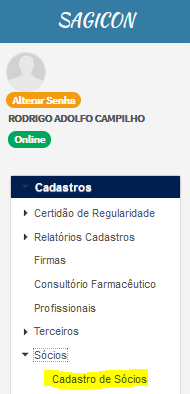 SAGICON
Alterar Senha
RODRIGO ADOLFO CAMPILHO
Online
Cadastros
Certidão de Regularidade
Relatórios Cadastros
Firmas
Consultório Farmacêutico
Profissionais
Terceiros
Sócios
Cadastro de Sócios